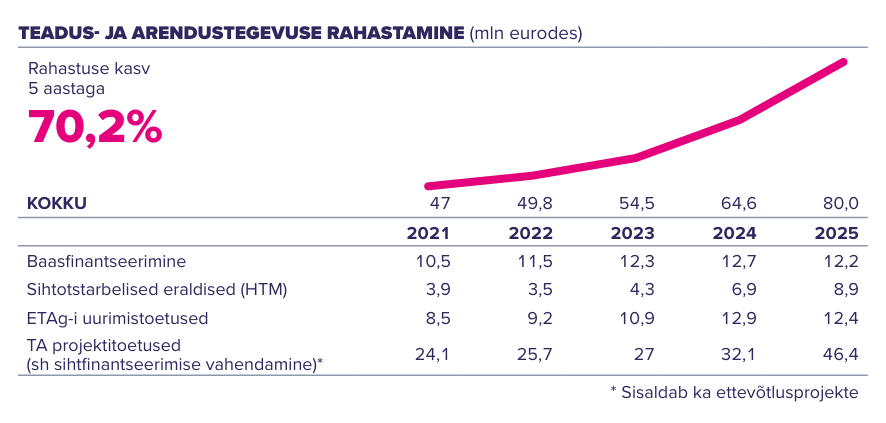 TEADUS- JA ARENDUSTEGEVUSE RAHASTAMINE (mln eurodes)
Rahastuse kasv
5 aastaga
70,2%
KOKKU 47 49,8 54,5 64,6 80,0
2021 2022 2023 2024 2025
Baasfinantseerimine 10,5 11,5 12,3 12,7 12,2
Sihtotstarbelised eraldised (HTM) 3,9 3,5 4,3 6,9 8,9
ETAg-i uurimistoetused 8,5 9,2 10,9 12,9 12,4
TA projektitoetused
(sh sihtfinantseerimise vahendamine)* 24,1 25,7 27 32,1 46,4
* Sisaldab ka ettevõtlusprojekte